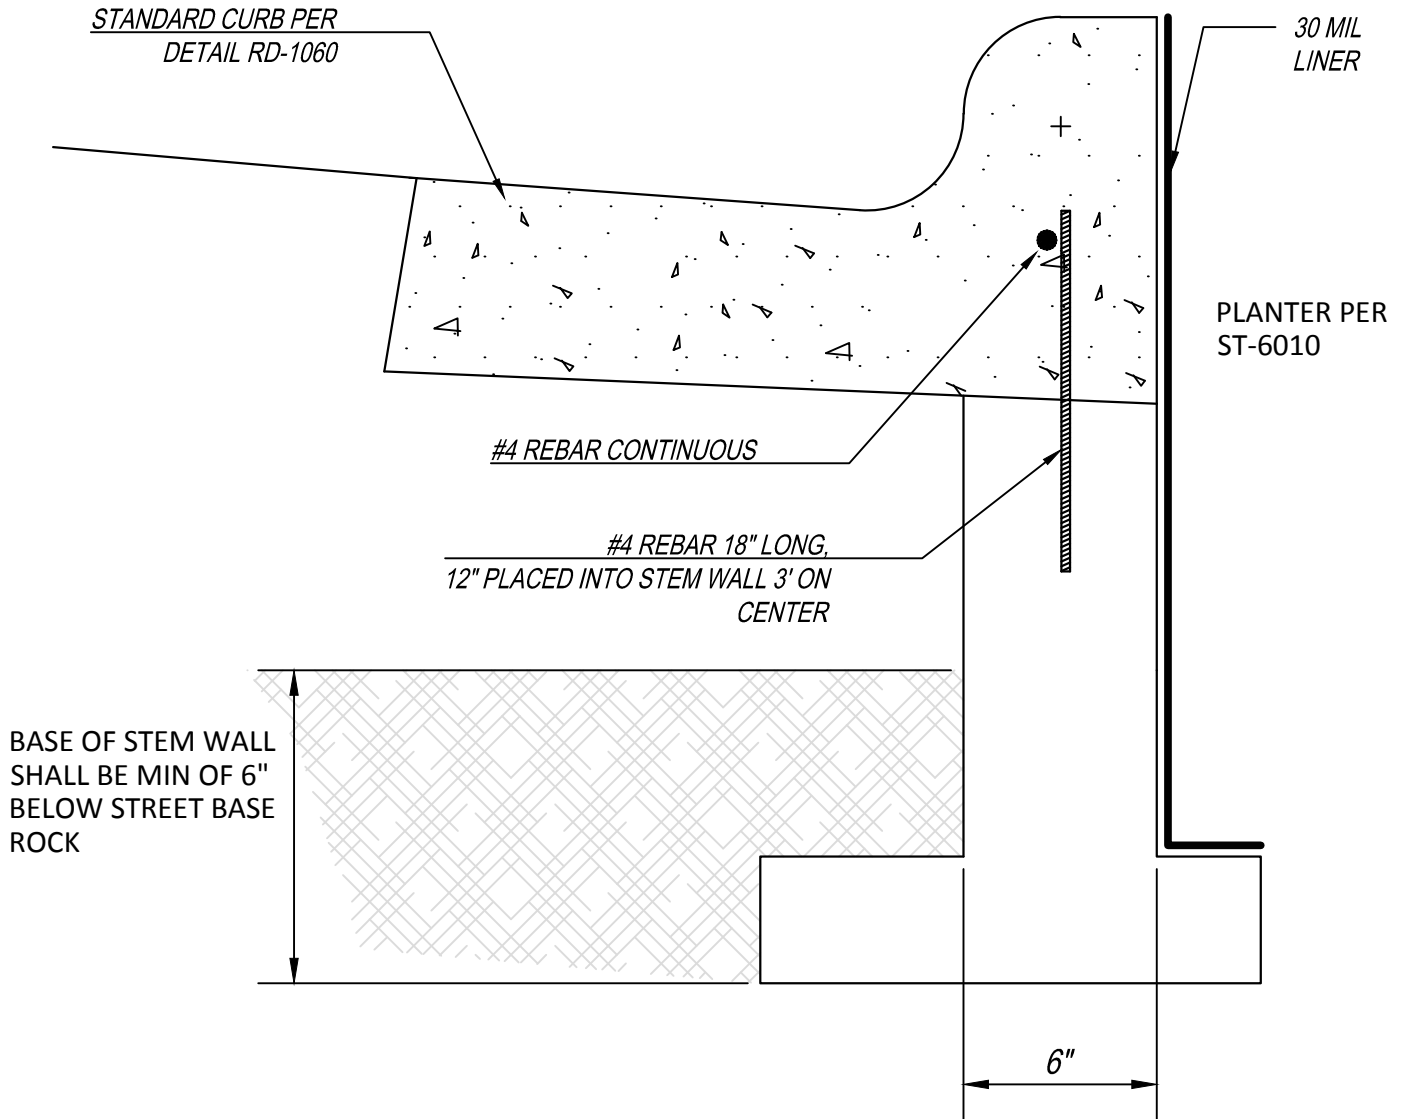 STANDARD CURB PER
DETAIL RD-1060
30 MIL
LINER
PLANTER PER
ST-6010
#4 REBAR CONTINUOUS
#4 REBAR 18" LONG,
12" PLACED INTO STEM WALL 3' ON
CENTER
BASE OF STEM WALL
SHALL BE MIN OF 6"
BELOW STREET BASE
ROCK
6"